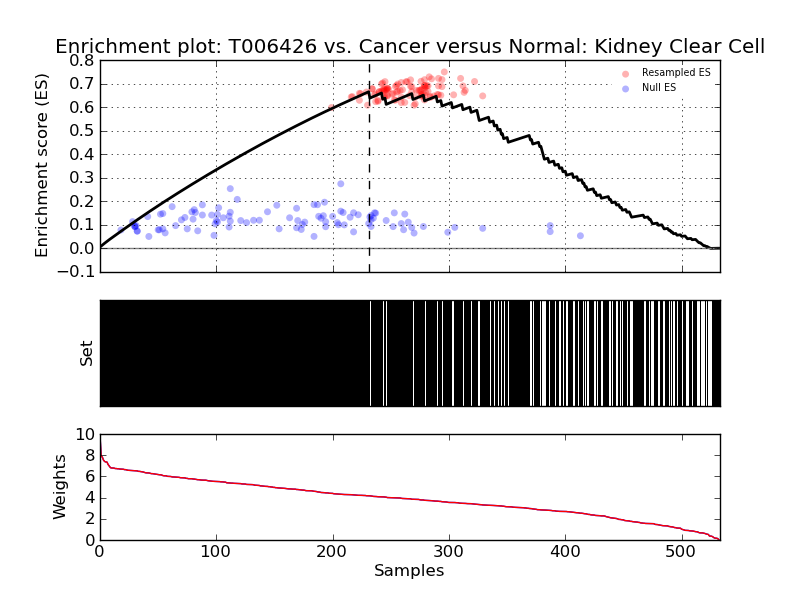 Enrichment plot: T006426 vs. Cancer versus Normal: Kidney Clear Cell
Enrichment score (ES)
0.8
0.7
0.6
0.5
0.4
0.3
0.2
0.1
0.0
−0.1
Resampled ES
Null ES
Set
Weights
10
8
6
4
2
0
0 100 200 300 400 500
Samples